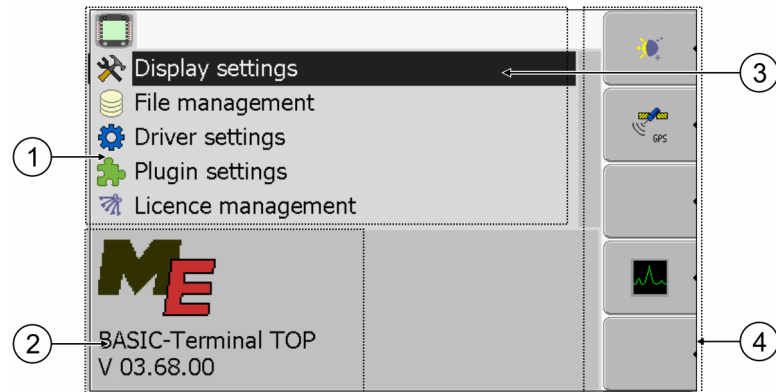 Display settings
File management
Driver settings
Plugin settings
Licence management
GPS
ME
BASIC-Terminal TOP
V 03.68.00
1
2
3
4